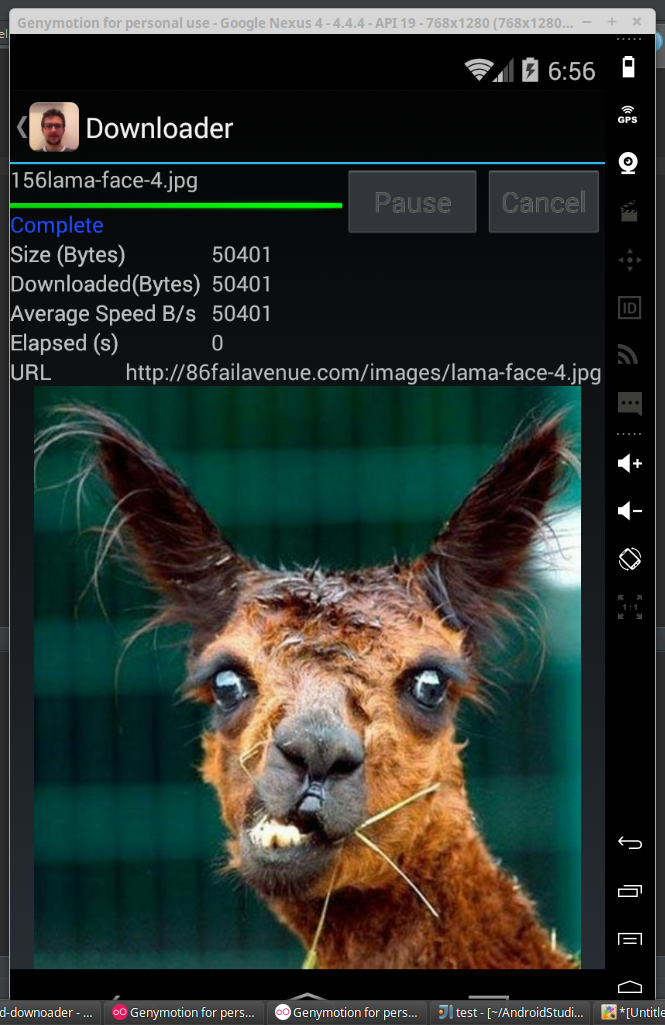 Genymotion for personal use - Google Nexus 4 - 4.4.4 - API 19 - 768x1280 (768x1280...
6:56
GPS
Downloader
156lama-face-4.jpg
Pause
Cancel
Complete
Size (Bytes) 50401
Downloaded(Bytes) 50401
Average Speed B/s 50401
Elapsed (s) 0
URL http://86failavenue.com/images/lama-face-4.jpg
ID
1:1
d-downoader - ...
Genymotion for pers...
Genymotion for pers...
test - [~/AndroidStudi...
*[Untitle